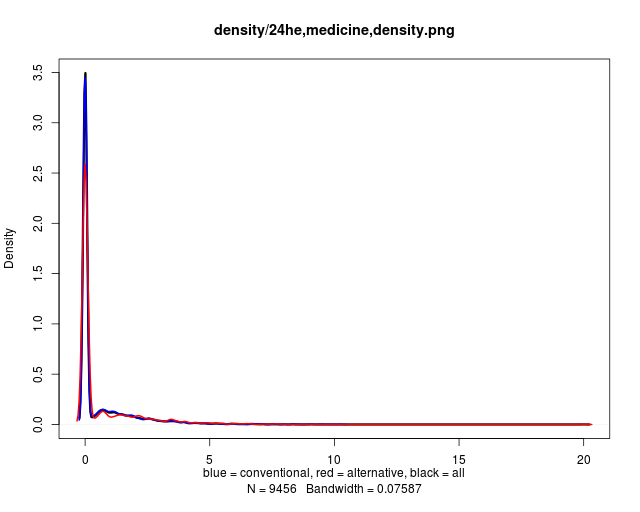 density/24he,medicine,density.png
Density
0.0 0.5 1.0 1.5 2.0 2.5 3.0 3.5
0 5 10 15 20
blue = conventional, red = alternative, black = all
N = 9456 Bandwidth = 0.07587